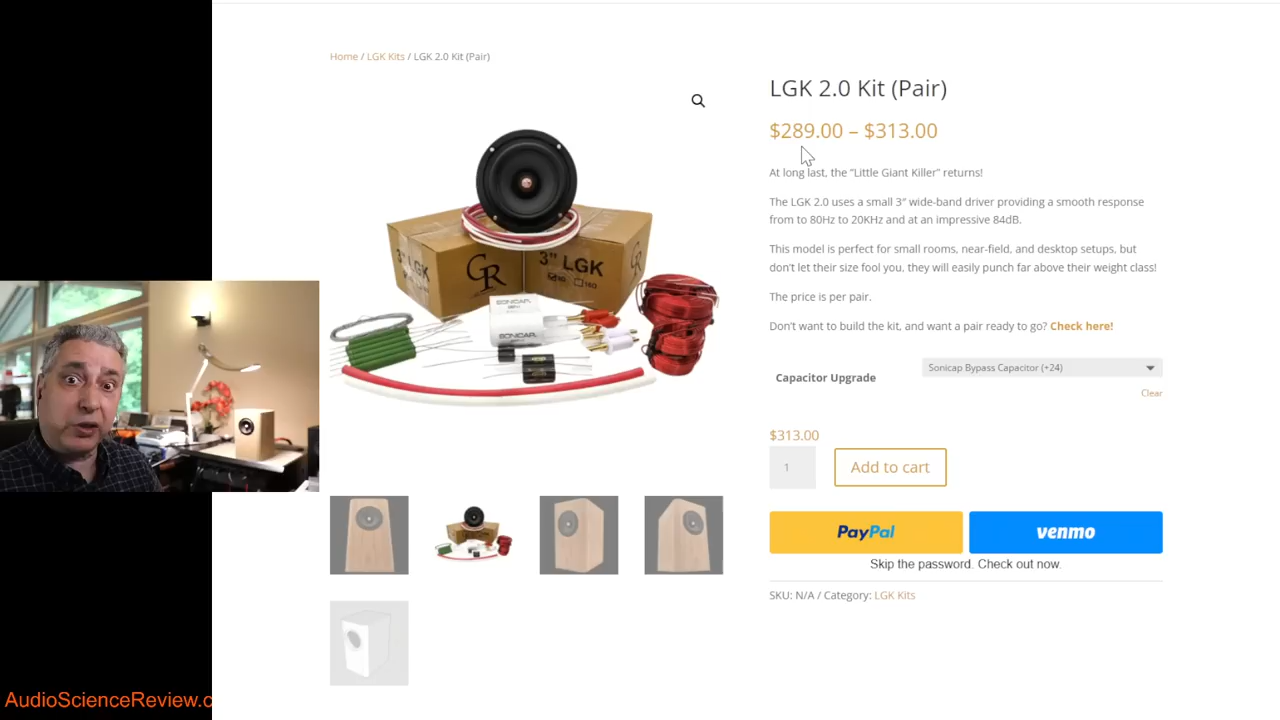 Home / LGK Kits / LGK 2.0 Kit (Pair)
LGK 2.0 Kit (Pair)
$289.00 – $313.00
At long last, the “Little Giant Killer” returns!
The LGK 2.0 uses a small 3″ wide-band driver providing a smooth response
from to 80Hz to 20KHz and at an impressive 84dB.
This model is perfect for small rooms, near-field, and desktop setups, but
don't let their size fool you, they will easily punch far above their weight class!
The price is per pair.
Don't want to build the kit, and want a pair ready to go? Check here!
Capacitor Upgrade
Sonicap Bypass Capacitor (+24)
Clear
$313.00
1
Add to cart
PayPal
venmo
Skip the password. Check out now.
SKU: N/A / Category: LGK Kits
GR
3" LGK
SONICAP
AudioScienceReview.c